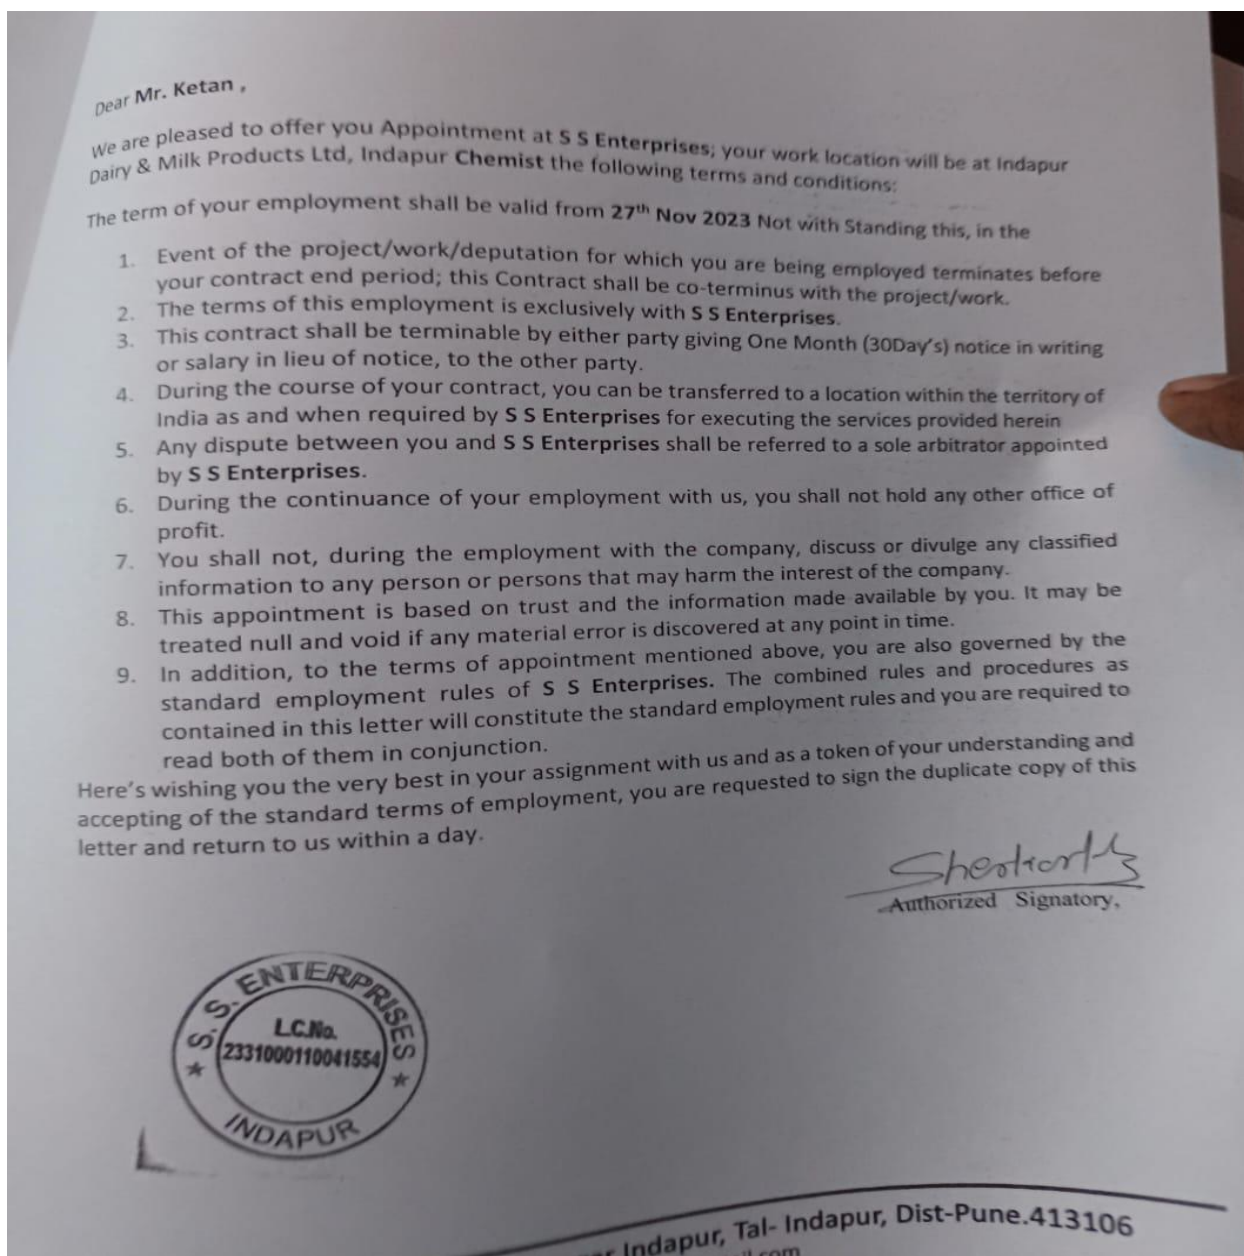 Dear Mr. Ketan ,
We are pleased to offer you Appointment at S S Enterprises; your work location will be at Indapur
Dairy & Milk Products Ltd, Indapur Chemist the following terms and conditions:
The term of your employment shall be valid from 27th Nov 2023 Not with Standing this, in the
1. Event of the project/work/deputation for which you are being employed terminates before
your contract end period; this Contract shall be co-terminus with the project/work.
2. The terms of this employment is exclusively with S S Enterprises.
3. This contract shall be terminable by either party giving One Month (30Day's) notice in writing
or salary in lieu of notice, to the other party.
4. During the course of your contract, you can be transferred to a location within the territory of
India as and when required by S S Enterprises for executing the services provided herein
5. Any dispute between you and S S Enterprises shall be referred to a sole arbitrator appointed
by S S Enterprises.
6. During the continuance of your employment with us, you shall not hold any other office of
profit.
7. You shall not, during the employment with the company, discuss or divulge any classified
information to any person or persons that may harm the interest of the company.
8. This appointment is based on trust and the information made available by you. It may be
treated null and void if any material error is discovered at any point in time.
9. In addition, to the terms of appointment mentioned above, you are also governed by the
standard employment rules of S S Enterprises. The combined rules and procedures as
contained in this letter will constitute the standard employment rules and you are required to
read both of them in conjunction.
Here's wishing you the very best in your assignment with us and as a token of your understanding and
accepting of the standard terms of employment, you are requested to sign the duplicate copy of this
letter and return to us within a day.
Authorized Signatory,
S. S. ENTERPRISES
L.C.No.
2331000110041554
INDAPUR
Indapur, Tal- Indapur, Dist-Pune.413106